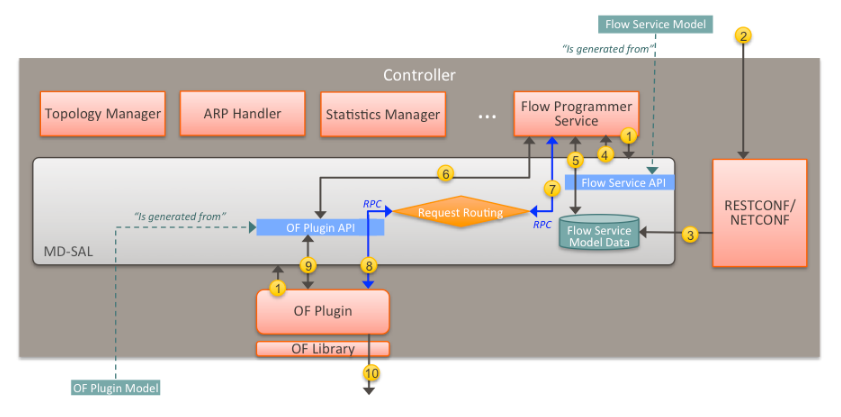 Flow Service Model
2
“Is generated from”
Controller
Topology Manager
ARP Handler
Statistics Manager
...
Flow Programmer
Service
1
4
5
6
7
Flow Service API
RPC
Request Routing
RPC
“Is generated from”
OF Plugin API
Flow Service
Model Data
3
RESTCONF/
NETCONF
MD-SAL
9
8
1
OF Plugin
OF Library
10
OF Plugin Model